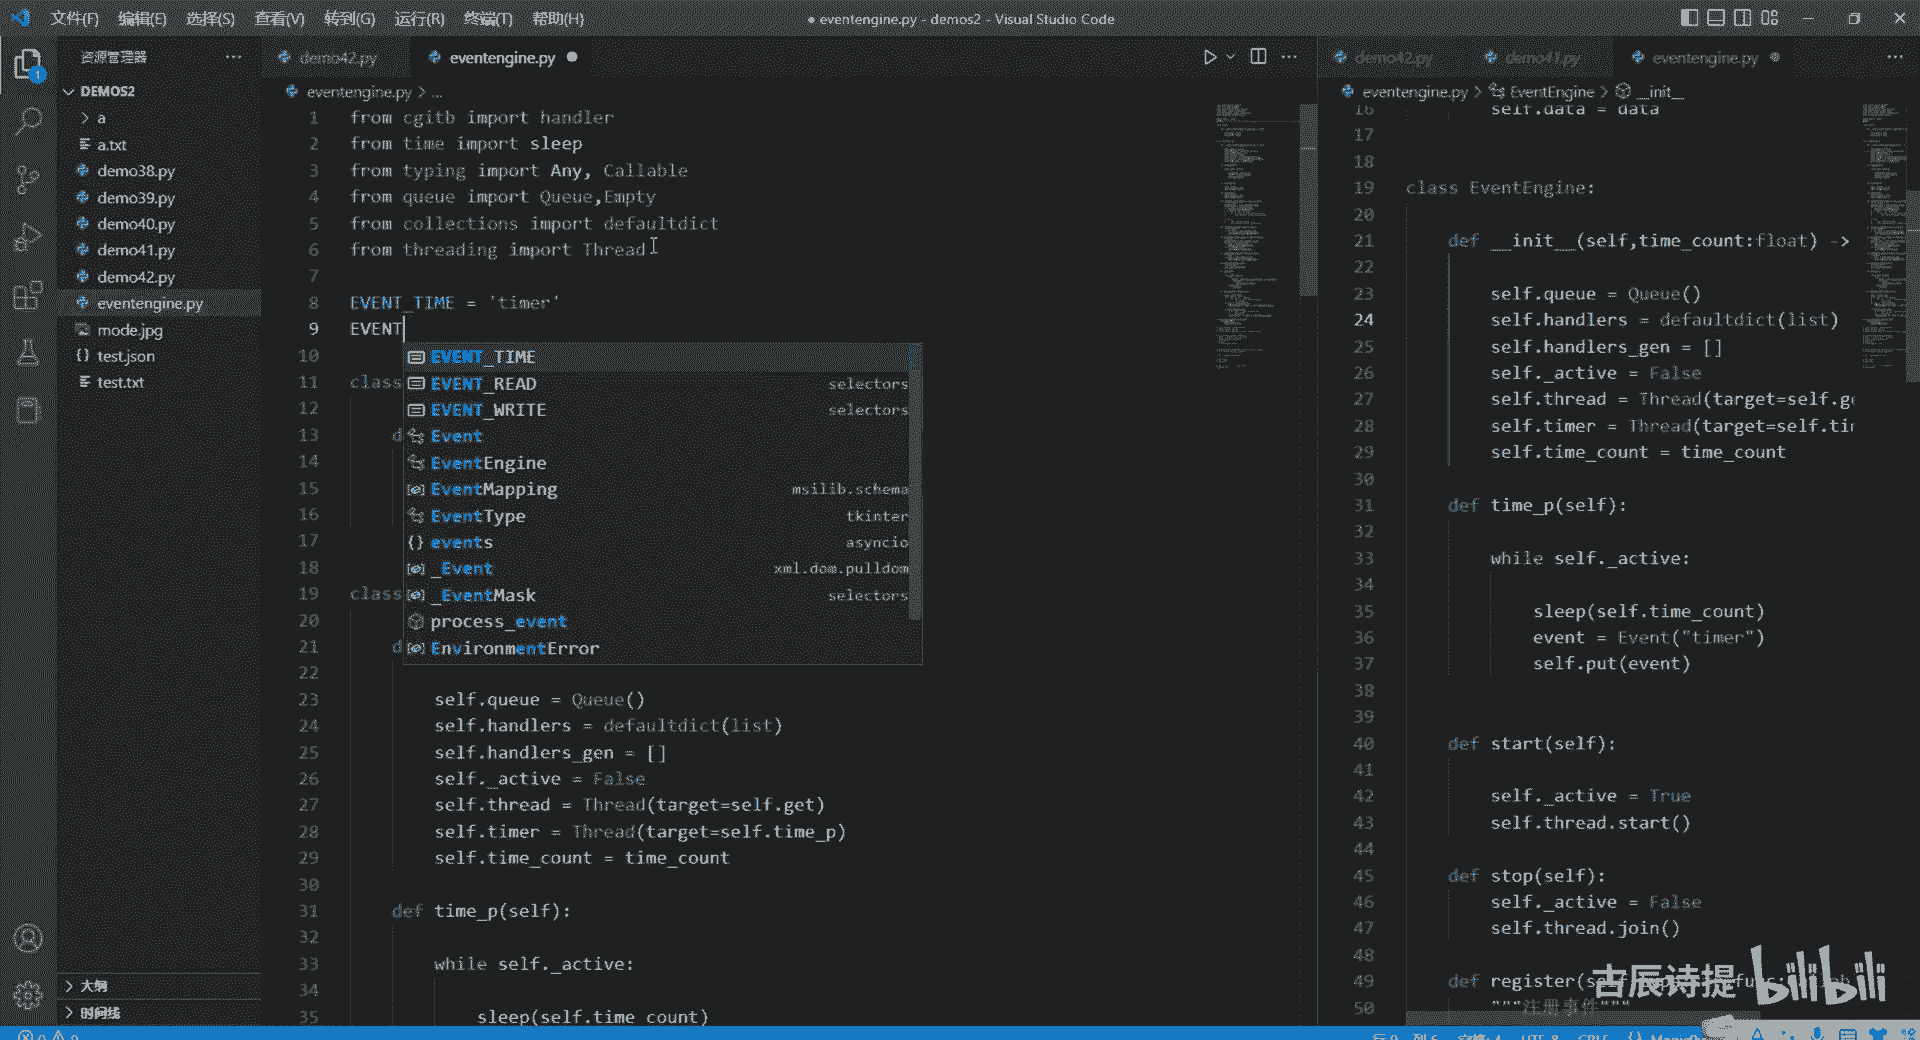 文件(F) 编辑(E) 选择(S) 查看(V) 转到(G) 运行(R) 终端(T) 帮助(H)
● eventengine.py - demos2 - Visual Studio Code
资源管理器
DEMOS2
a
a.txt
demo38.py
demo39.py
demo40.py
demo41.py
demo42.py
eventengine.py
mode.jpg
test.json
test.txt
大纲
时间线
1
demo42.py eventengine.py
eventengine.py > ...
1 from cgitb import handler
2 from time import sleep
3 from typing import Any, Callable
4 from queue import Queue,Empty
5 from collections import defaultdict
6 from threading import Thread
7
8 EVENT_TIME = 'timer'
9 EVENT
10
11 class
12
13 d
14
15
16
17
18
19 class
20
21 d
22
23 self.queue = Queue()
24 self.handlers = defaultdict(list)
25 self.handlers_gen = []
26 self._active = False
27 self.thread = Thread(target=self.get)
28 self.timer = Thread(target=self.time_p)
29 self.time_count = time_count
30
31 def time_p(self):
32
33 while self._active:
34
35 sleep(self.time_count)
EVENT_TIME
EVENT_READ selectors
EVENT_WRITE selectors
Event
EventEngine
EventMapping msilib.schema
EventType tkinter
events asyncio
_Event xml.dom.pulldom
_EventMask selectors
process_event
EnvironmentError
demo42.py demo41.py eventengine.py
eventengine.py > EventEngine > __init__
16 self.data = data
17
18
19 class EventEngine:
20
21 def __init__(self,time_count:float) ->
22
23 self.queue = Queue()
24 self.handlers = defaultdict(list)
25 self.handlers_gen = []
26 self._active = False
27 self.thread = Thread(target=self.ge
28 self.timer = Thread(target=self.tim
29 self.time_count = time_count
30
31 def time_p(self):
32
33 while self._active:
34
35 sleep(self.time_count)
36 event = Event("timer")
37 self.put(event)
38
39
40 def start(self):
41
42 self._active = True
43 self.thread.start()
44
45 def stop(self):
46 self._active = False
47 self.thread.join()
48
49 def register(
50 """注册事件"""
古辰诗提 bilibili